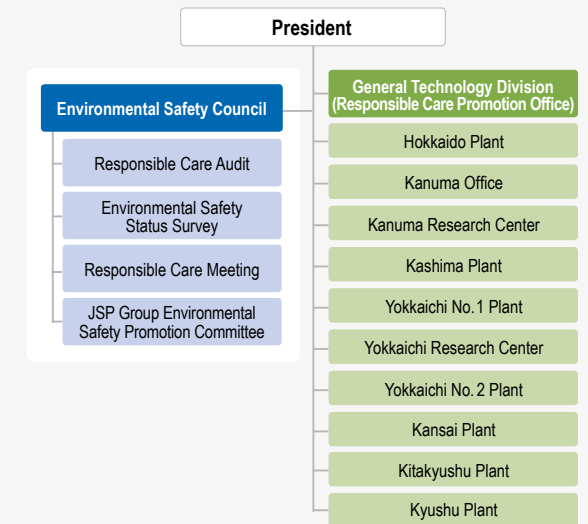 President
Environmental Safety Council
Responsible Care Audit
Environmental Safety
Status Survey
Responsible Care Meeting
JSP Group Environmental
Safety Promotion Committee
General Technology Division
(Responsible Care Promotion Office)
Hokkaido Plant
Kanuma Office
Kanuma Research Center
Kashima Plant
Yokkaichi No.1 Plant
Yokkaichi Research Center
Yokkaichi No.2 Plant
Kansai Plant
Kitakyushu Plant
Kyushu Plant